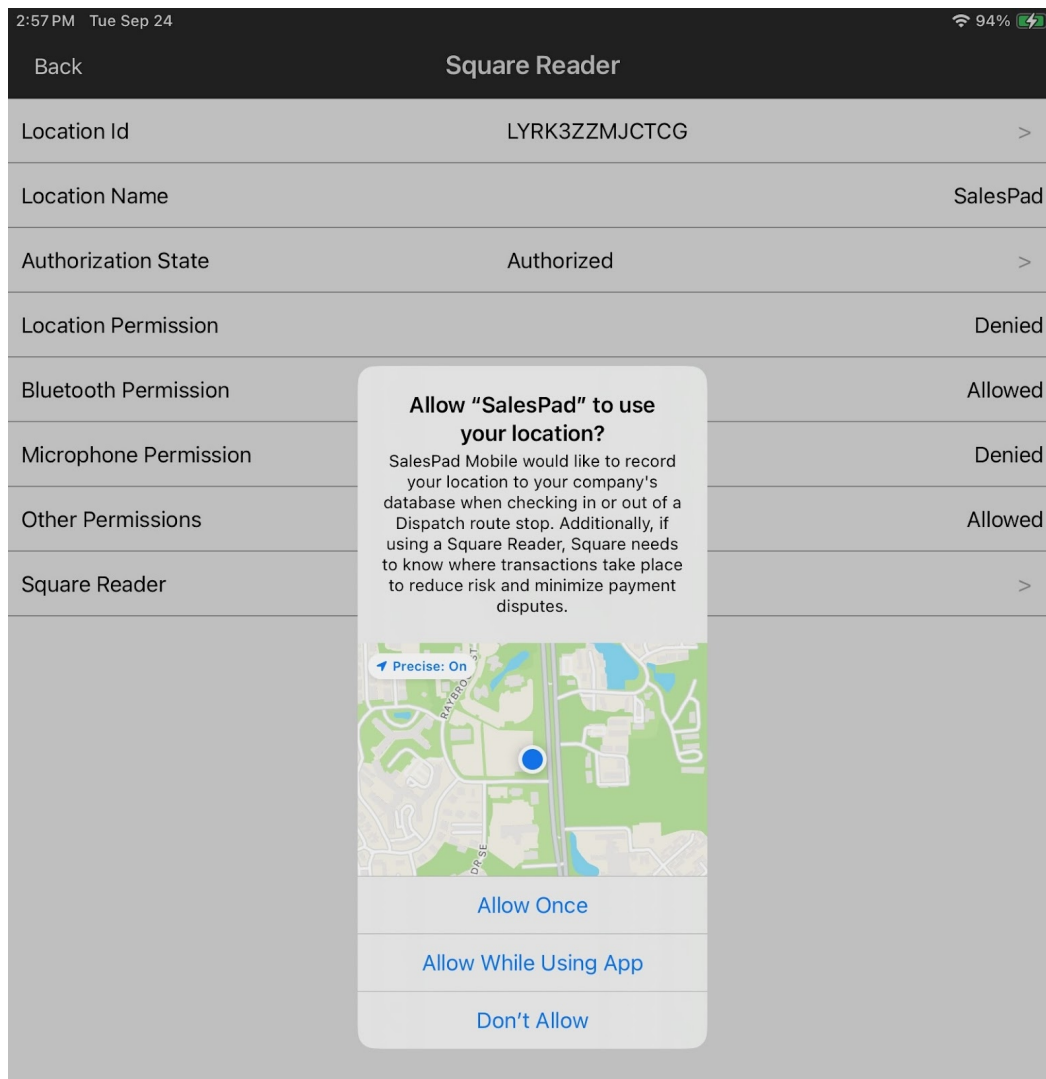 2:57 PM Tue Sep 24 94%
Back Square Reader
Location Id LYRK3ZZMJCTCG >
Location Name SalesPad
Authorization State Authorized >
Location Permission Denied
Bluetooth Permission Allowed
Microphone Permission Denied
Other Permissions Allowed
Square Reader >
Allow “SalesPad” to use
your location?
SalesPad Mobile would like to record
your location to your company's
database when checking in or out of a
Dispatch route stop. Additionally, if
using a Square Reader, Square needs
to know where transactions take place
to reduce risk and minimize payment
disputes.
Precise: On
DR SE
Allow Once
Allow While Using App
Don’t Allow